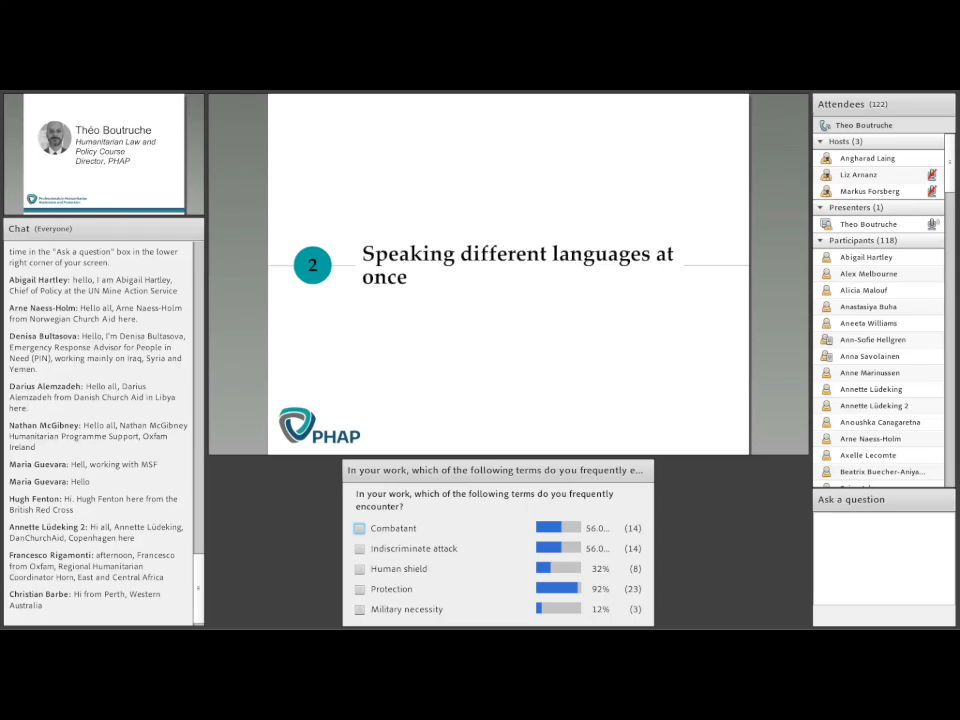 Théo Boutruche
Humanitarian Law and
Policy Course
Director, PHAP
Chat (Everyone)
time in the "Ask a question" box in the lower
right corner of your screen.
Abigail Hartley: hello, I am Abigail Hartley,
Chief of Policy at the UN Mine Action Service
Arne Naess-Holm: Hello all, Arne Naess-Holm
from Norwegian Church Aid here.
Denisa Bultasova: Hello, I'm Denisa Bultasova,
Emergency Response Advisor for People in
Need (PIN), working mainly on Iraq, Syria and
Yemen.
Darius Alemzadeh: Hello all, Darius
Alemzadeh from Danish Church Aid in Libya
here.
Nathan McGibney: Hello all, Nathan McGibney
Humanitarian Programme Support, Oxfam
Ireland
Maria Guevara: Hell, working with MSF
Maria Guevara: Hello
Hugh Fenton: Hi. Hugh Fenton here from the
British Red Cross
Annette Lüdeking 2: Hi all, Annette Lüdeking,
DanChurchAid, Copenhagen here
Francesco Rigamonti: afternoon, Francesco
from Oxfam, Regional Humanitarian
Coordinator Horn, East and Central Africa
Christian Barbe: Hi from Perth, Western
Australia
2
Speaking different languages at
once
PHAP
In your work, which of the following terms do you frequently e...
In your work, which of the following terms do you frequently
encounter?
Combatant 56.0... (14)
Indiscriminate attack 56.0... (14)
Human shield 32% (8)
Protection 92% (23)
Military necessity 12% (3)
Attendees (122)
Theo Boutruche
Hosts (3)
Angharad Laing
Liz Arnanz
Markus Forsberg
Presenters (1)
Theo Boutruche
Participants (118)
Abigail Hartley
Alex Melbourne
Alicia Malouf
Anastasiya Buha
Aneeta Williams
Ann-Sofie Hellgren
Anna Savolainen
Anne Marinussen
Annette Lüdeking
Annette Lüdeking 2
Anoushka Canagaretna
Arne Naess-Holm
Axelle Lecomte
Beatrix Buecher-Aniya...
Ask a question